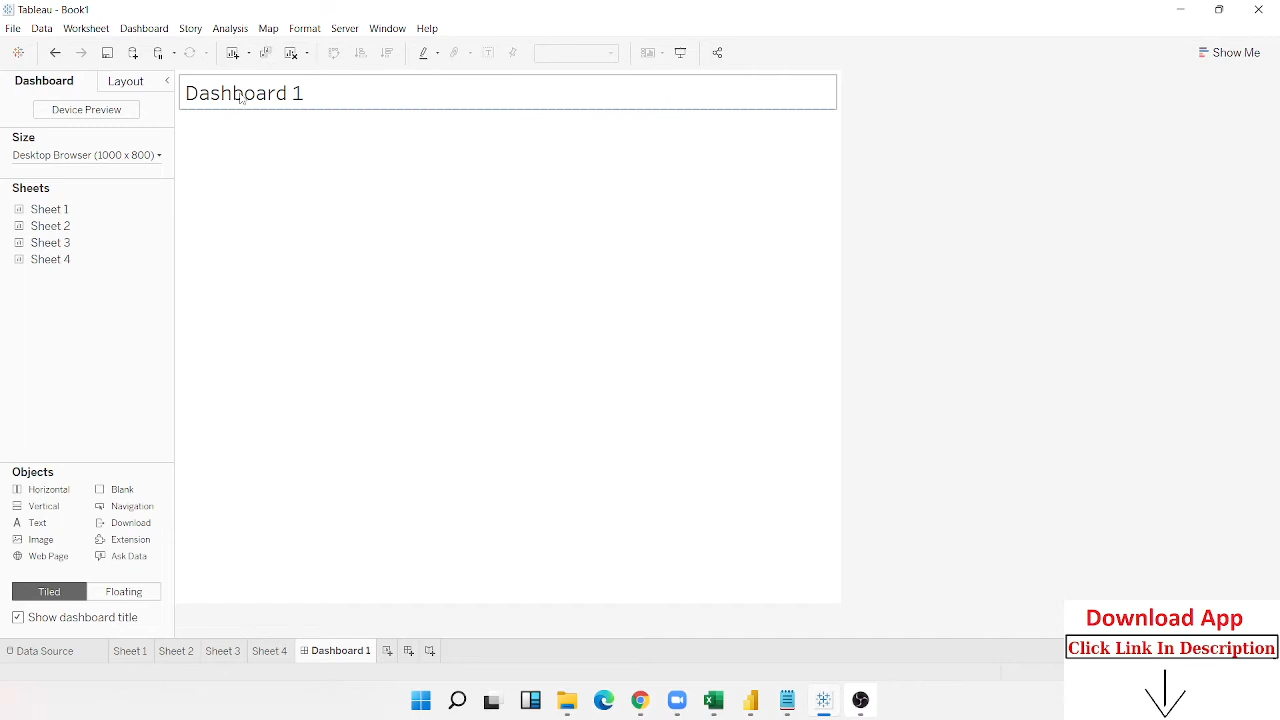 Tableau - Book1
File Data Worksheet Dashboard Story Analysis Map Format Server Window Help
Show Me
Dashboard Layout
Device Preview
Size
Desktop Browser (1000 x 800)
Sheets
Sheet 1
Sheet 2
Sheet 3
Sheet 4
Dashboard 1
Objects
Horizontal Blank
Vertical Navigation
Text Download
Image Extension
Web Page Ask Data
Tiled Floating
Show dashboard title
Data Source Sheet 1 Sheet 2 Sheet 3 Sheet 4 Dashboard 1
Download App
Click Link In Description